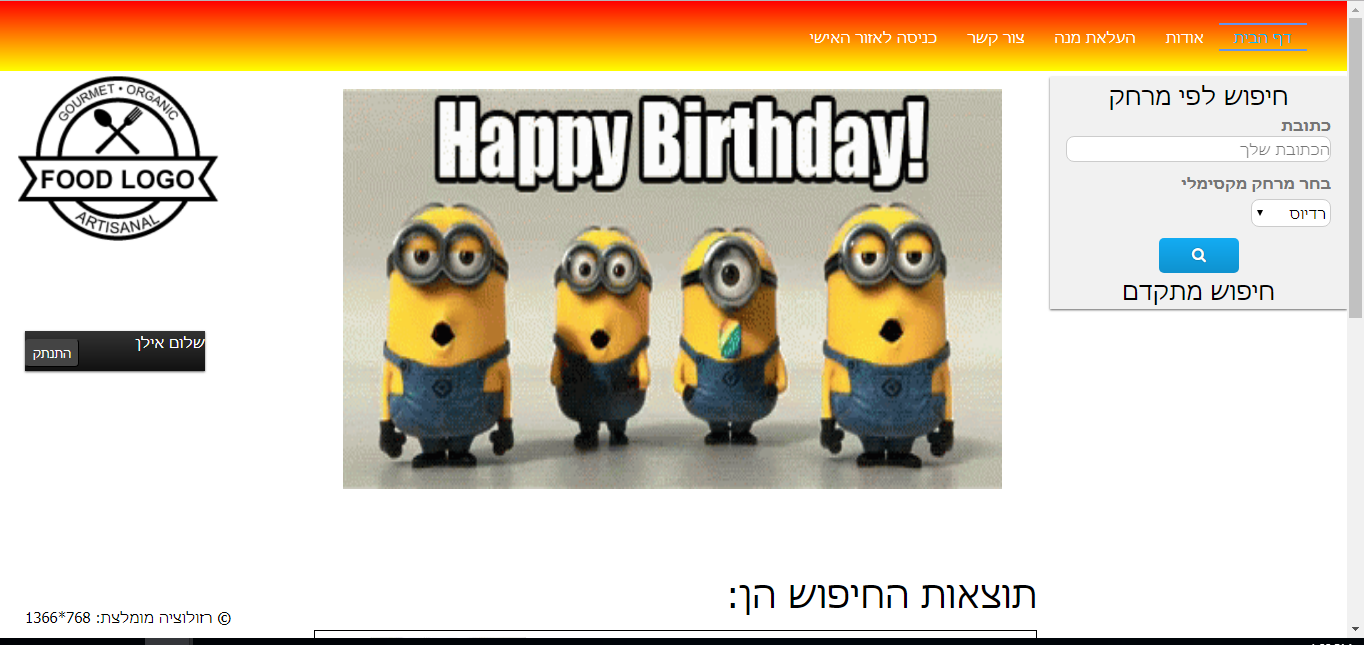 דף הבית
אודות
העלאת מנה
צור קשר
כניסה לאזור האישי
חיפוש לפי מרחק
כתובת
הכתובת שלך
בחר מרחק מקסימלי
רדיוס
חיפוש מתקדם
Happy Birthday!
GOURMET • ORGANIC
FOOD LOGO
ARTISANAL
שלום אילן
התנתק
תוצאות החיפוש הן:
© רזולוציה מומלצת: 768*1366